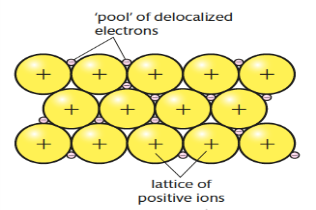 'pool' of delocalized
electrons
+ + + + +
+ + + +
+ + + + +
lattice of
positive ions